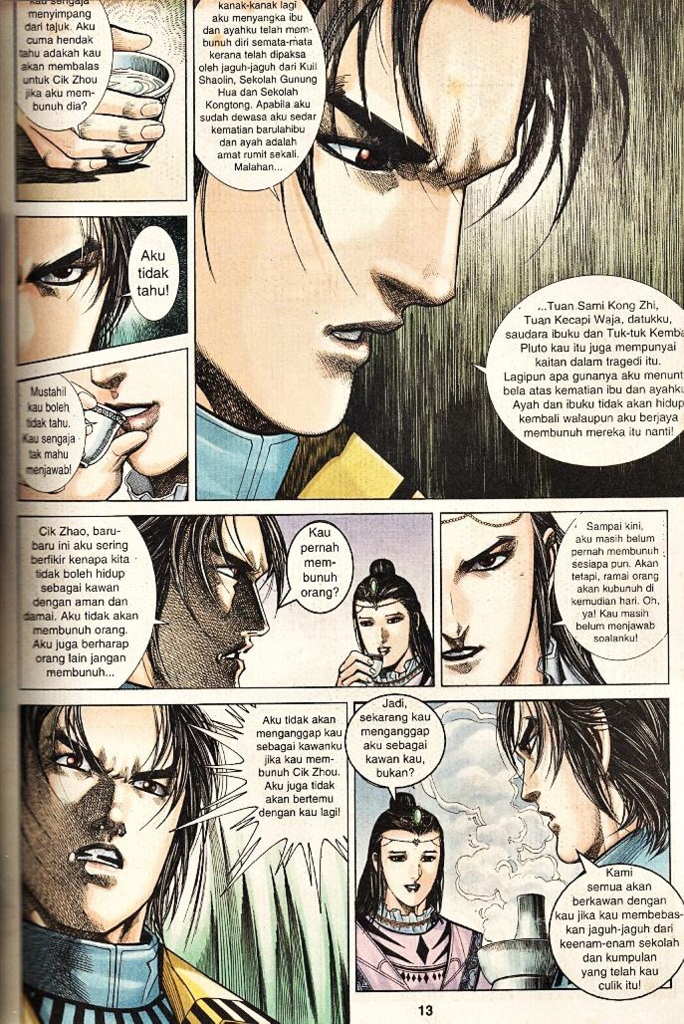 kau sengaja
menyimpang
dari tajuk. Aku
cuma hendak
tahu adakah kau
akan membalas
untuk Cik Zhou
jika aku mem-
bunuh dia?
kanak-kanak lagi
aku menyangka ibu
dan ayahku telah mem-
bunuh diri semata-mata
kerana telah dipaksa
oleh jaguh-jaguh dari Kuil
Shaolin, Sekolah Gunung
Hua dan Sekolah
Kongtong. Apabila aku
sudah dewasa aku sedar
kematian barulahibu
dan ayah adalah
amat rumit sekali.
Malahan...
Aku
tidak
tahu!
...Tuan Sami Kong Zhi,
Tuan Kecapi Waja, datukku,
saudara ibuku dan Tuk-tuk Kemba
Pluto kau itu juga mempunyai
kaitan dalam tragedi itu.
Lagipun apa gunanya aku menunt
bela atas kematian ibu dan ayahku
Ayah dan ibuku tidak akan hidup
kembali walaupun aku berjaya
membunuh mereka itu nanti!
Mustahil
kau boleh
tidak tahu.
Kau sengaja
tak mahu
menjawab!
Cik Zhao, baru-
baru ini aku sering
berfikir kenapa kita
tidak boleh hidup
sebagai kawan
dengan aman dan
damai. Aku tidak akan
membunuh orang.
Aku juga berharap
orang lain jangan
membunuh...
Kau
pernah
mem-
bunuh
orang?
Sampai kini,
aku masih belum
pernah membunuh
sesiapa pun. Akan
tetapi, ramai orang
akan kubunuh di
kemudian hari. Oh,
ya! Kau masih
belum menjawab
soalanku!
Aku tidak akan
menganggap kau
sebagai kawanku
jika kau mem-
bunuh Cik Zhou.
Aku juga tidak
akan bertemu
dengan kau lagi!
Jadi,
sekarang kau
menganggap
aku sebagai
kawan kau,
bukan?
Kami
semua akan
berkawan dengan
kau jika kau membebas-
kan jaguh-jaguh dari
keenam-enam sekolah
dan kumpulan
yang telah kau
culik itu!
13